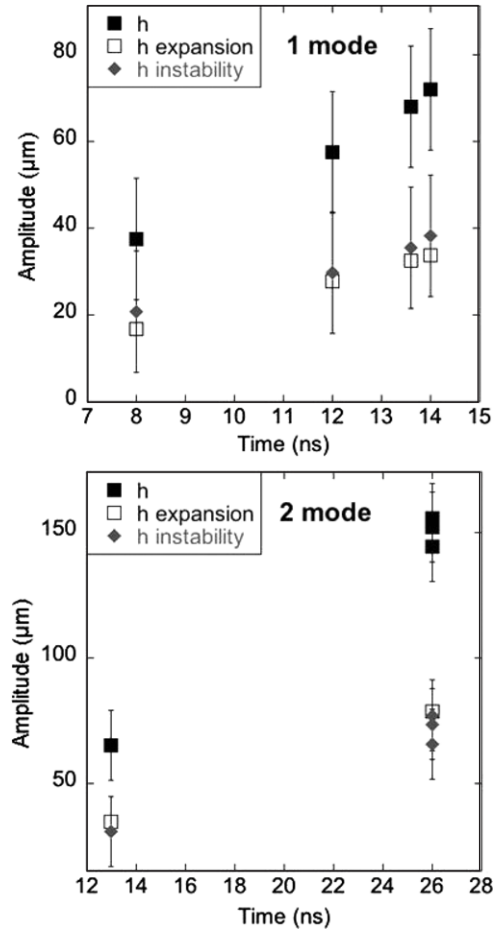 h
h expansion
h instability
1 mode
Amplitude (µm)
80
60
40
20
0
7 8 9 10 11 12 13 14 15
Time (ns)
h
h expansion
h instability
2 mode
Amplitude (µm)
150
100
50
12 14 16 18 20 22 24 26 28
Time (ns)